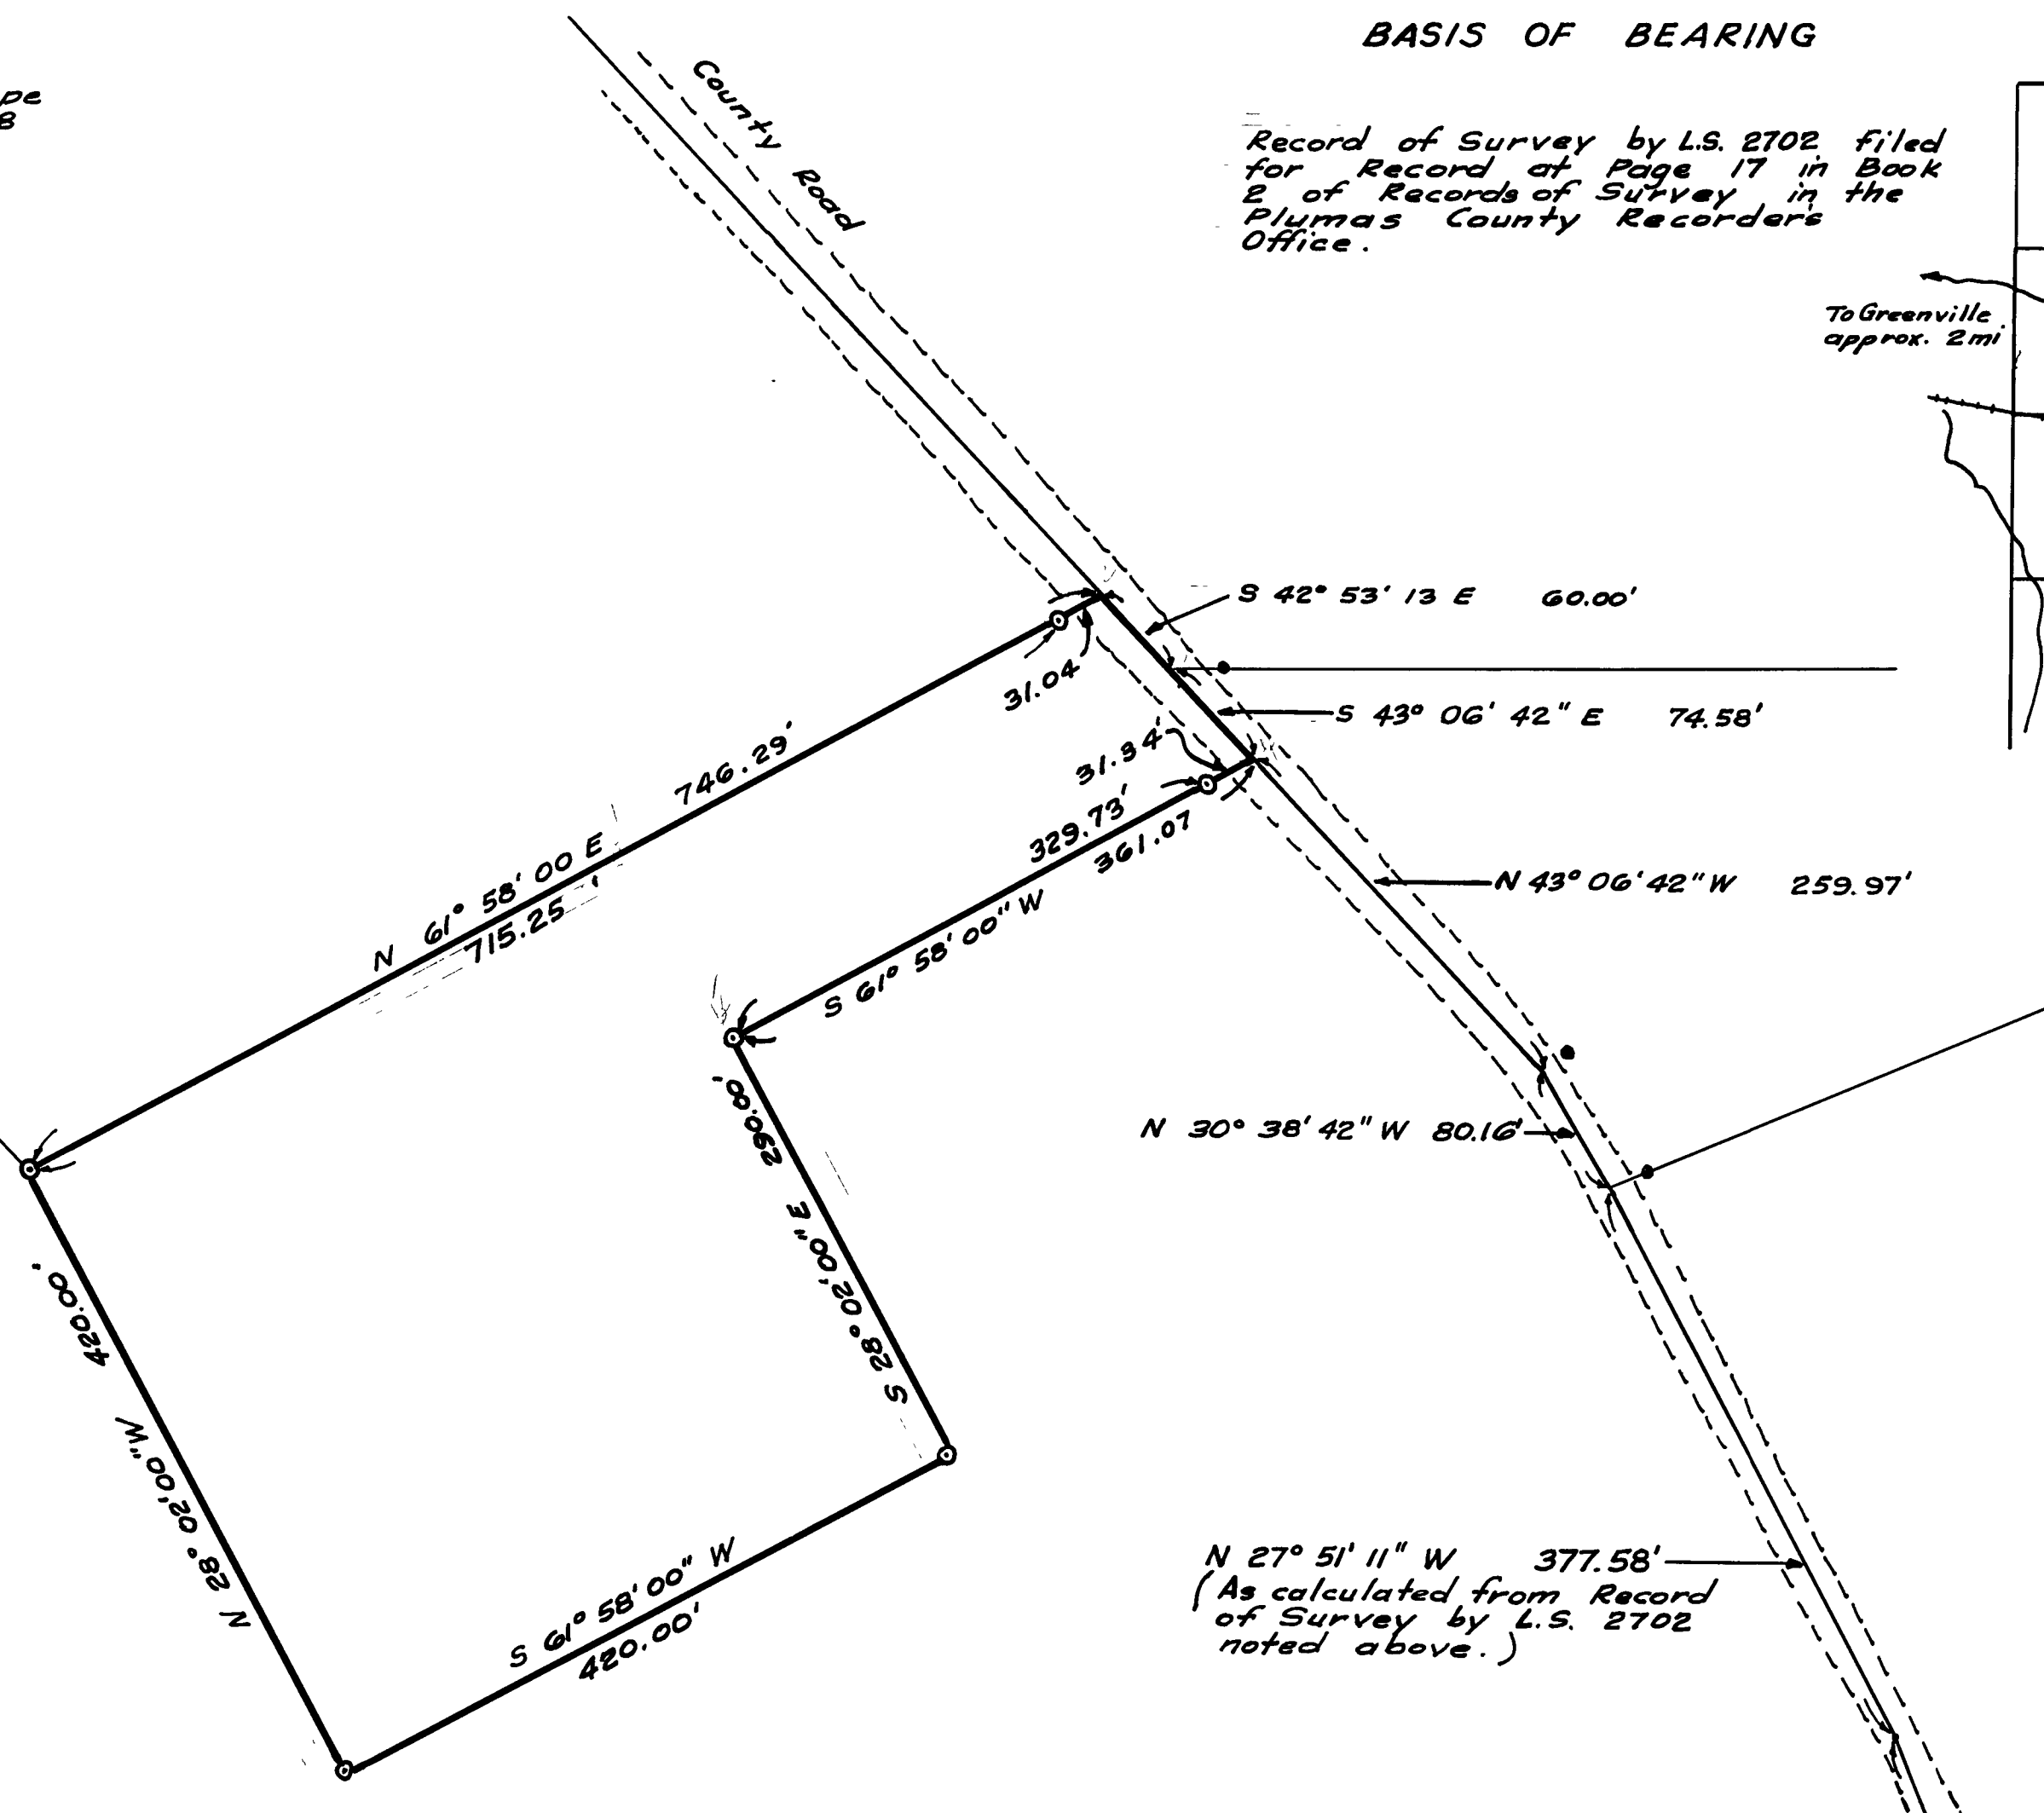 BASIS OF BEARING
pe
8
County Road
Record of Survey by L.S. 2702 filed
for Record at Page 17 in Book
2 of Records of Survey in the
Plumas County Recorder's
Office.
To Greenville
approx. 2 mi.
S 42° 53' 13 E 60.00'
31.04
S 43° 06' 42" E 74.58'
31.34'
746.29'
329.73'
361.07
N 61° 58' 00 E
715.25'
N 43° 06' 42" W 259.97'
S 61° 58' 00" W
N 30° 38' 42" W 80.16'
S 28° 02' 00" E 290.00'
N 28° 02' 00" W 420.00'
S 61° 58' 00" W
420.00'
N 27° 51' 11" W 377.58'
(As calculated from Record
of Survey by L.S. 2702
noted above.)